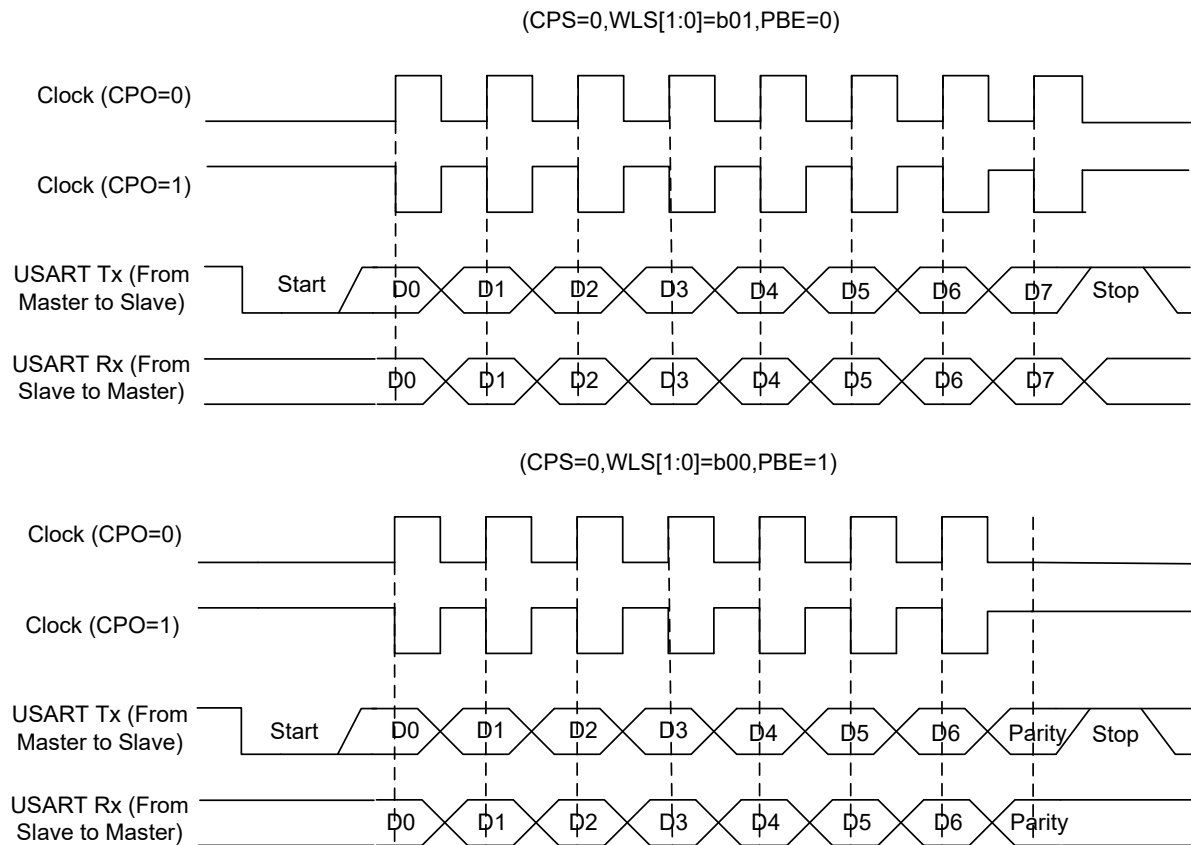 (CPS=0,WLS[1:0]=b01,PBE=0)
Clock (CPO=0)
Clock (CPO=1)
USART Tx (From
Master to Slave)
Start D0 D1 D2 D3 D4 D5 D6 D7 Stop
USART Rx (From
Slave to Master)
D0 D1 D2 D3 D4 D5 D6 D7
(CPS=0,WLS[1:0]=b00,PBE=1)
Clock (CPO=0)
Clock (CPO=1)
USART Tx (From
Master to Slave)
Start D0 D1 D2 D3 D4 D5 D6 Parity Stop
USART Rx (From
Slave to Master)
D0 D1 D2 D3 D4 D5 D6 Parity